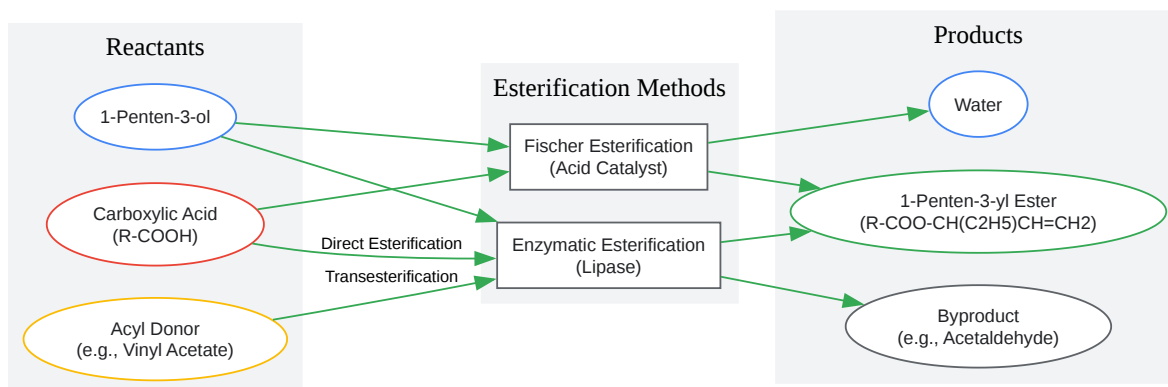 Reactants
1-Penten-3-ol
Carboxylic Acid
(R-COOH)
Acyl Donor
(e.g., Vinyl Acetate)
Direct Esterification
Transesterification
Esterification Methods
Fischer Esterification
(Acid Catalyst)
Enzymatic Esterification
(Lipase)
Products
Water
1-Penten-3-yl Ester
(R-COO-CH(C2H5)CH=CH2)
Byproduct
(e.g., Acetaldehyde)